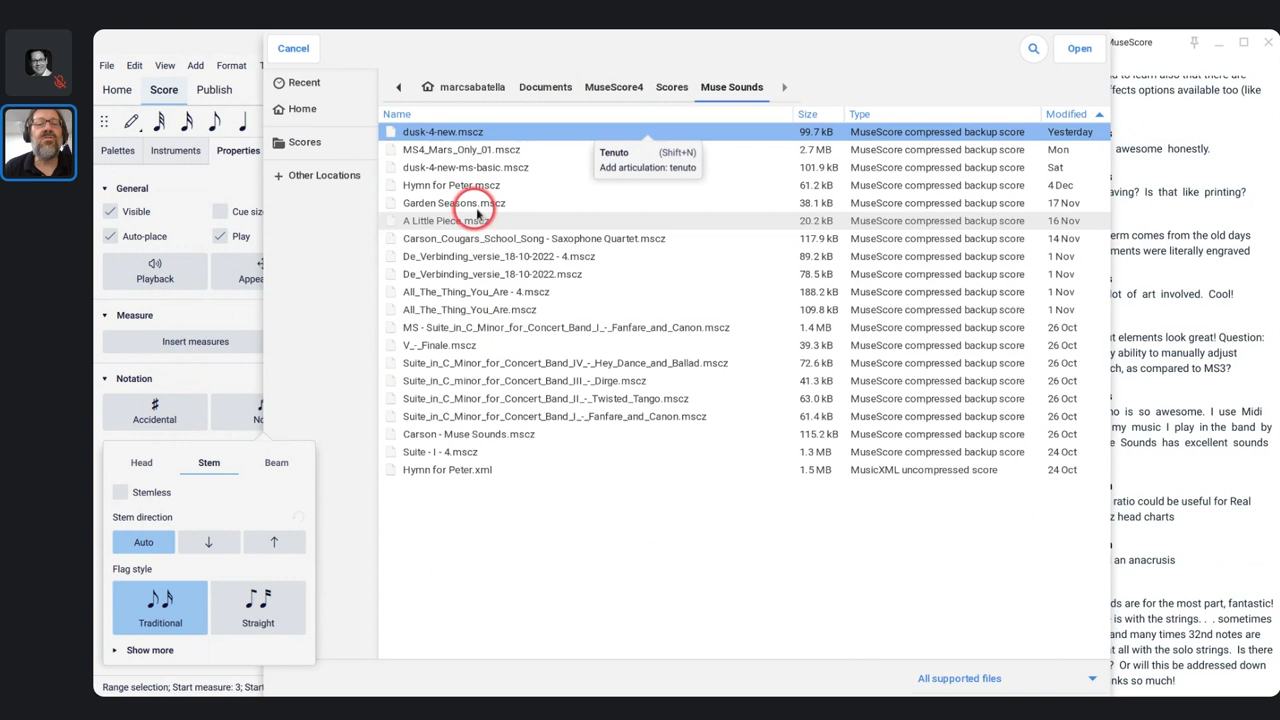 MuseScore
File Edit View Add Format
Home Score Publish
Palettes Instruments Properties
General
Visible
Cue size
Auto-place
Play
Playback
Appea
Measure
Insert measures
Notation
Accidental
No
Head Stem Beam
Stemless
Stem direction
Auto
Flag style
Traditional
Straight
Show more
Range selection; Start measure: 3; Start
Cancel
Open
Recent
Home
Scores
Other Locations
marcsabatella Documents MuseScore4 Scores Muse Sounds
Name Size Type Modified
dusk-4-new.mscz 99.7 kB MuseScore compressed backup score Yesterday
MS4_Mars_Only_01.mscz 2.7 MB MuseScore compressed backup score Mon
dusk-4-new-ms-basic.mscz 101.9 kB MuseScore compressed backup score Sat
Hymn for Peter.mscz 61.2 kB MuseScore compressed backup score 4 Dec
Garden Seasons.mscz 38.1 kB MuseScore compressed backup score 17 Nov
A Little Piece.mscz 20.2 kB MuseScore compressed backup score 16 Nov
Carson_Cougars_School_Song - Saxophone Quartet.mscz 117.9 kB MuseScore compressed backup score 14 Nov
De_Verbinding_versie_18-10-2022 - 4.mscz 89.2 kB MuseScore compressed backup score 1 Nov
De_Verbinding_versie_18-10-2022.mscz 78.5 kB MuseScore compressed backup score 1 Nov
All_The_Thing_You_Are - 4.mscz 188.2 kB MuseScore compressed backup score 1 Nov
All_The_Thing_You_Are.mscz 109.8 kB MuseScore compressed backup score 1 Nov
MS - Suite_in_C_Minor_for_Concert_Band_I_-_Fanfare_and_Canon.mscz 1.4 MB MuseScore compressed backup score 26 Oct
V_-_Finale.mscz 39.3 kB MuseScore compressed backup score 26 Oct
Suite_in_C_Minor_for_Concert_Band_IV_-_Hey_Dance_and_Ballad.mscz 72.6 kB MuseScore compressed backup score 26 Oct
Suite_in_C_minor_for_Concert_Band_III_-_Dirge.mscz 41.3 kB MuseScore compressed backup score 26 Oct
Suite_in_C_Minor_for_Concert_Band_II_-_Twisted_Tango.mscz 63.0 kB MuseScore compressed backup score 26 Oct
Suite_in_C_Minor_for_Concert_Band_I_-_Fanfare_and_Canon.mscz 61.4 kB MuseScore compressed backup score 26 Oct
Carson - Muse Sounds.mscz 115.2 kB MuseScore compressed backup score 26 Oct
Suite - I - 4.mscz 1.3 MB MuseScore compressed backup score 24 Oct
Hymn for Peter.xml 1.5 MB MusicXML uncompressed score 24 Oct
Tenuto (Shift+N)
Add articulation: tenuto
All supported files
d to learn also that there are
ffects options available too (like
s
awesome honestly.
aving? Is that like printing?
erm comes from the old days
ments were literally engraved
s
lot of art involved. Cool!
t elements look great! Question:
y ability to manually adjust
ch, as compared to MS3?
no is so awesome. I use Midi
my music I play in the band by
e Sounds has excellent sounds
ratio could be useful for Real
z head charts
an anacrusis
ds are for the most part, fantastic!
is with the strings. . . sometimes
and many times 32nd notes are
t all with the solo strings. Is there
? Or will this be addressed down
nks so much!